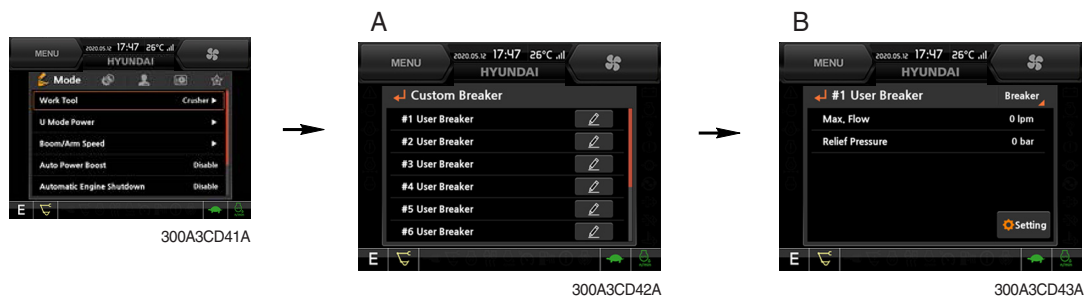 MENU
2020.05.12 17:47 26°C
HYUNDAI
Mode
Work Tool Crusher ▶
U Mode Power ▶
Boom/Arm Speed ▶
Auto Power Boost Disable
Automatic Engine Shutdown Disable
E
300A3CD41A
A
MENU
2020.05.12 17:47 26°C
HYUNDAI
Custom Breaker
#1 User Breaker
#2 User Breaker
#3 User Breaker
#4 User Breaker
#5 User Breaker
#6 User Breaker
E
300A3CD42A
B
MENU
2020.05.12 17:47 26°C
HYUNDAI
#1 User Breaker Breaker
Max. Flow 0 lpm
Relief Pressure 0 bar
Setting
E
300A3CD43A